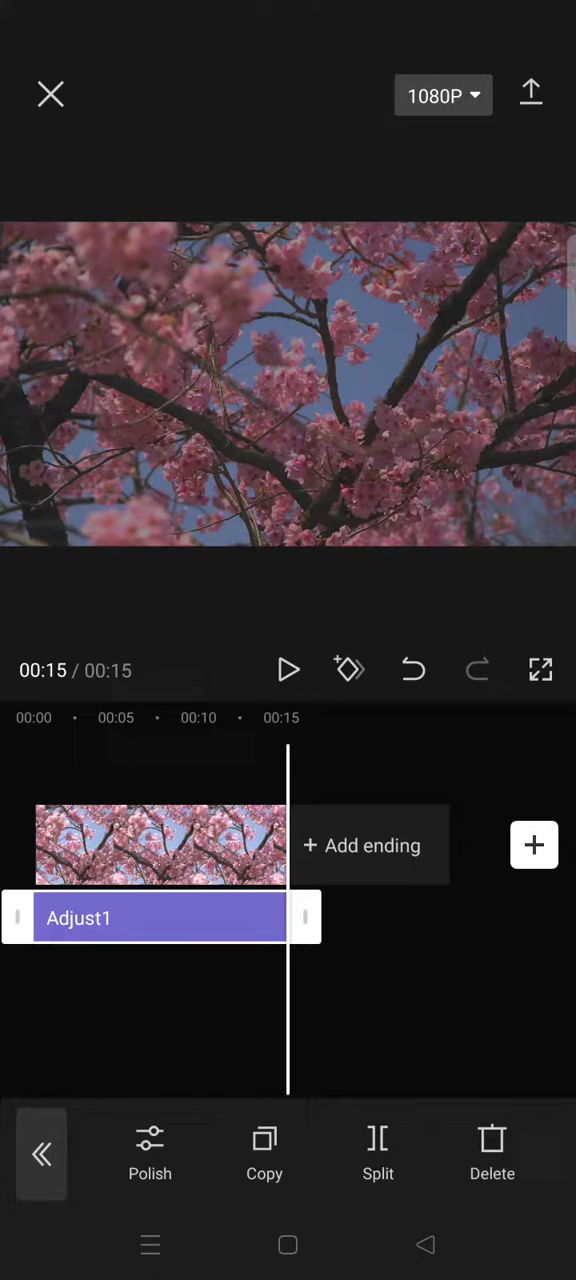 1080P
00:15 / 00:15
00:00 • 00:05 • 00:10 • 00:15
+ Add ending
Adjust1
Polish Copy Split Delete